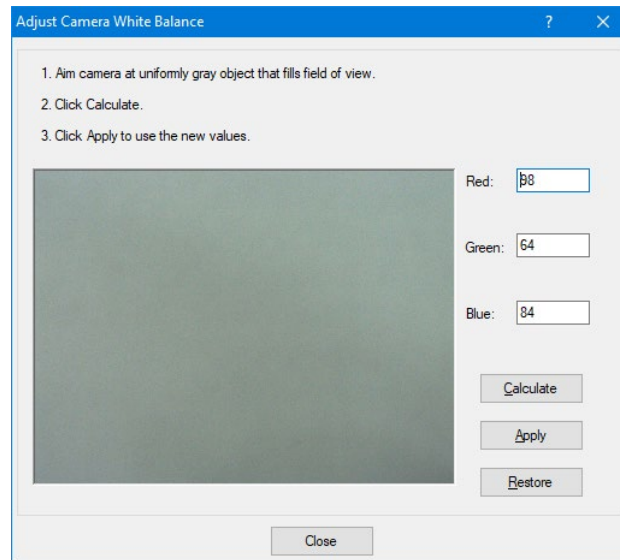 Adjust Camera White Balance ? ×
1. Aim camera at uniformly gray object that fills field of view.
2. Click Calculate.
3. Click Apply to use the new values.
Red: 98
Green: 64
Blue: 84
Calculate
Apply
Restore
Close